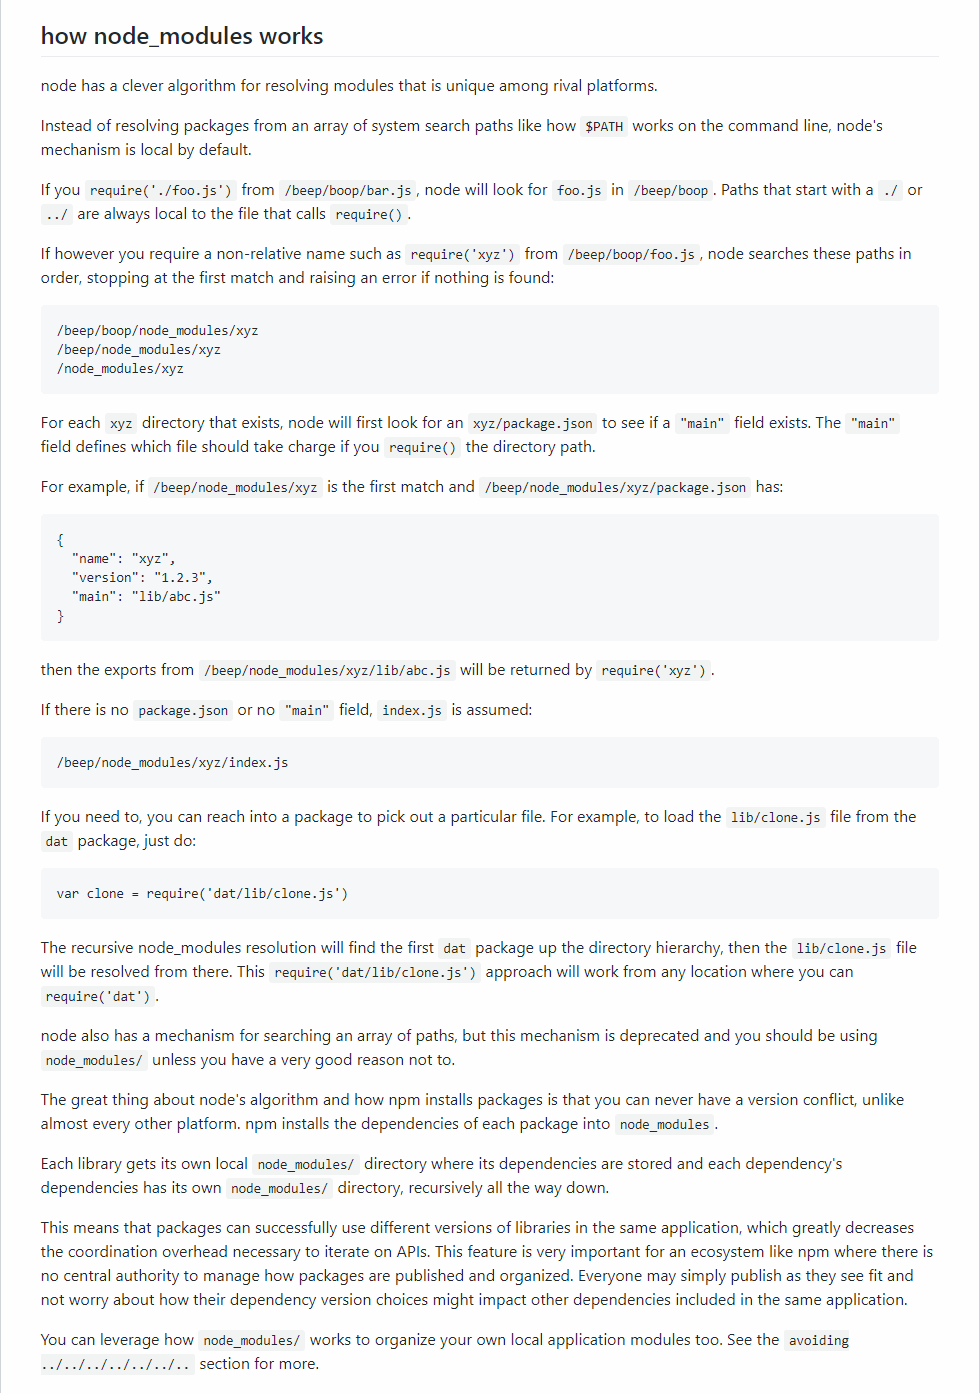 how node_modules works
node has a clever algorithm for resolving modules that is unique among rival platforms.
Instead of resolving packages from an array of system search paths like how $PATH works on the command line, node's
mechanism is local by default.
If you require('./foo.js') from /beep/boop/bar.js , node will look for foo.js in /beep/boop . Paths that start with a ./ or
../ are always local to the file that calls require() .
If however you require a non-relative name such as require('xyz') from /beep/boop/foo.js , node searches these paths in
order, stopping at the first match and raising an error if nothing is found:
/beep/boop/node_modules/xyz
/beep/node_modules/xyz
/node_modules/xyz
For each xyz directory that exists, node will first look for an xyz/package.json to see if a "main" field exists. The "main"
field defines which file should take charge if you require() the directory path.
For example, if /beep/node_modules/xyz is the first match and /beep/node_modules/xyz/package.json has:
{
  "name": "xyz",
  "version": "1.2.3",
  "main": "lib/abc.js"
}
then the exports from /beep/node_modules/xyz/lib/abc.js will be returned by require('xyz') .
If there is no package.json or no "main" field, index.js is assumed:
/beep/node_modules/xyz/index.js
If you need to, you can reach into a package to pick out a particular file. For example, to load the lib/clone.js file from the
dat package, just do:
var clone = require('dat/lib/clone.js')
The recursive node_modules resolution will find the first dat package up the directory hierarchy, then the lib/clone.js file
will be resolved from there. This require('dat/lib/clone.js') approach will work from any location where you can
require('dat') .
node also has a mechanism for searching an array of paths, but this mechanism is deprecated and you should be using
node_modules/ unless you have a very good reason not to.
The great thing about node's algorithm and how npm installs packages is that you can never have a version conflict, unlike
almost every other platform. npm installs the dependencies of each package into node_modules .
Each library gets its own local node_modules/ directory where its dependencies are stored and each dependency's
dependencies has its own node_modules/ directory, recursively all the way down.
This means that packages can successfully use different versions of libraries in the same application, which greatly decreases
the coordination overhead necessary to iterate on APIs. This feature is very important for an ecosystem like npm where there is
no central authority to manage how packages are published and organized. Everyone may simply publish as they see fit and
not worry about how their dependency version choices might impact other dependencies included in the same application.
You can leverage how node_modules/ works to organize your own local application modules too. See the avoiding
../../../../../../.. section for more.